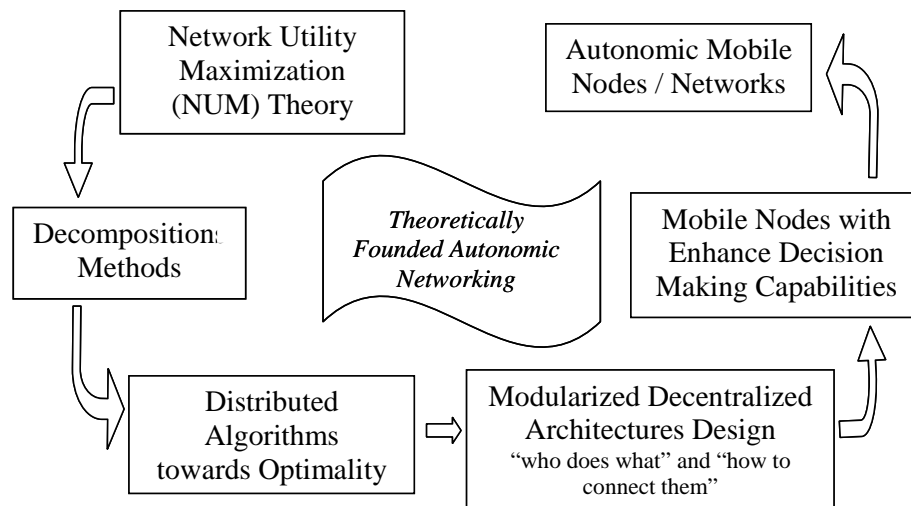 Network Utility
Maximization
(NUM) Theory
Autonomic Mobile
Nodes / Networks
Decompositions
Methods
Theoretically
Founded Autonomic
Networking
Mobile Nodes with
Enhance Decision
Making Capabilities
Distributed
Algorithms
towards Optimality
Modularized Decentralized
Architectures Design
“who does what” and “how to
connect them”